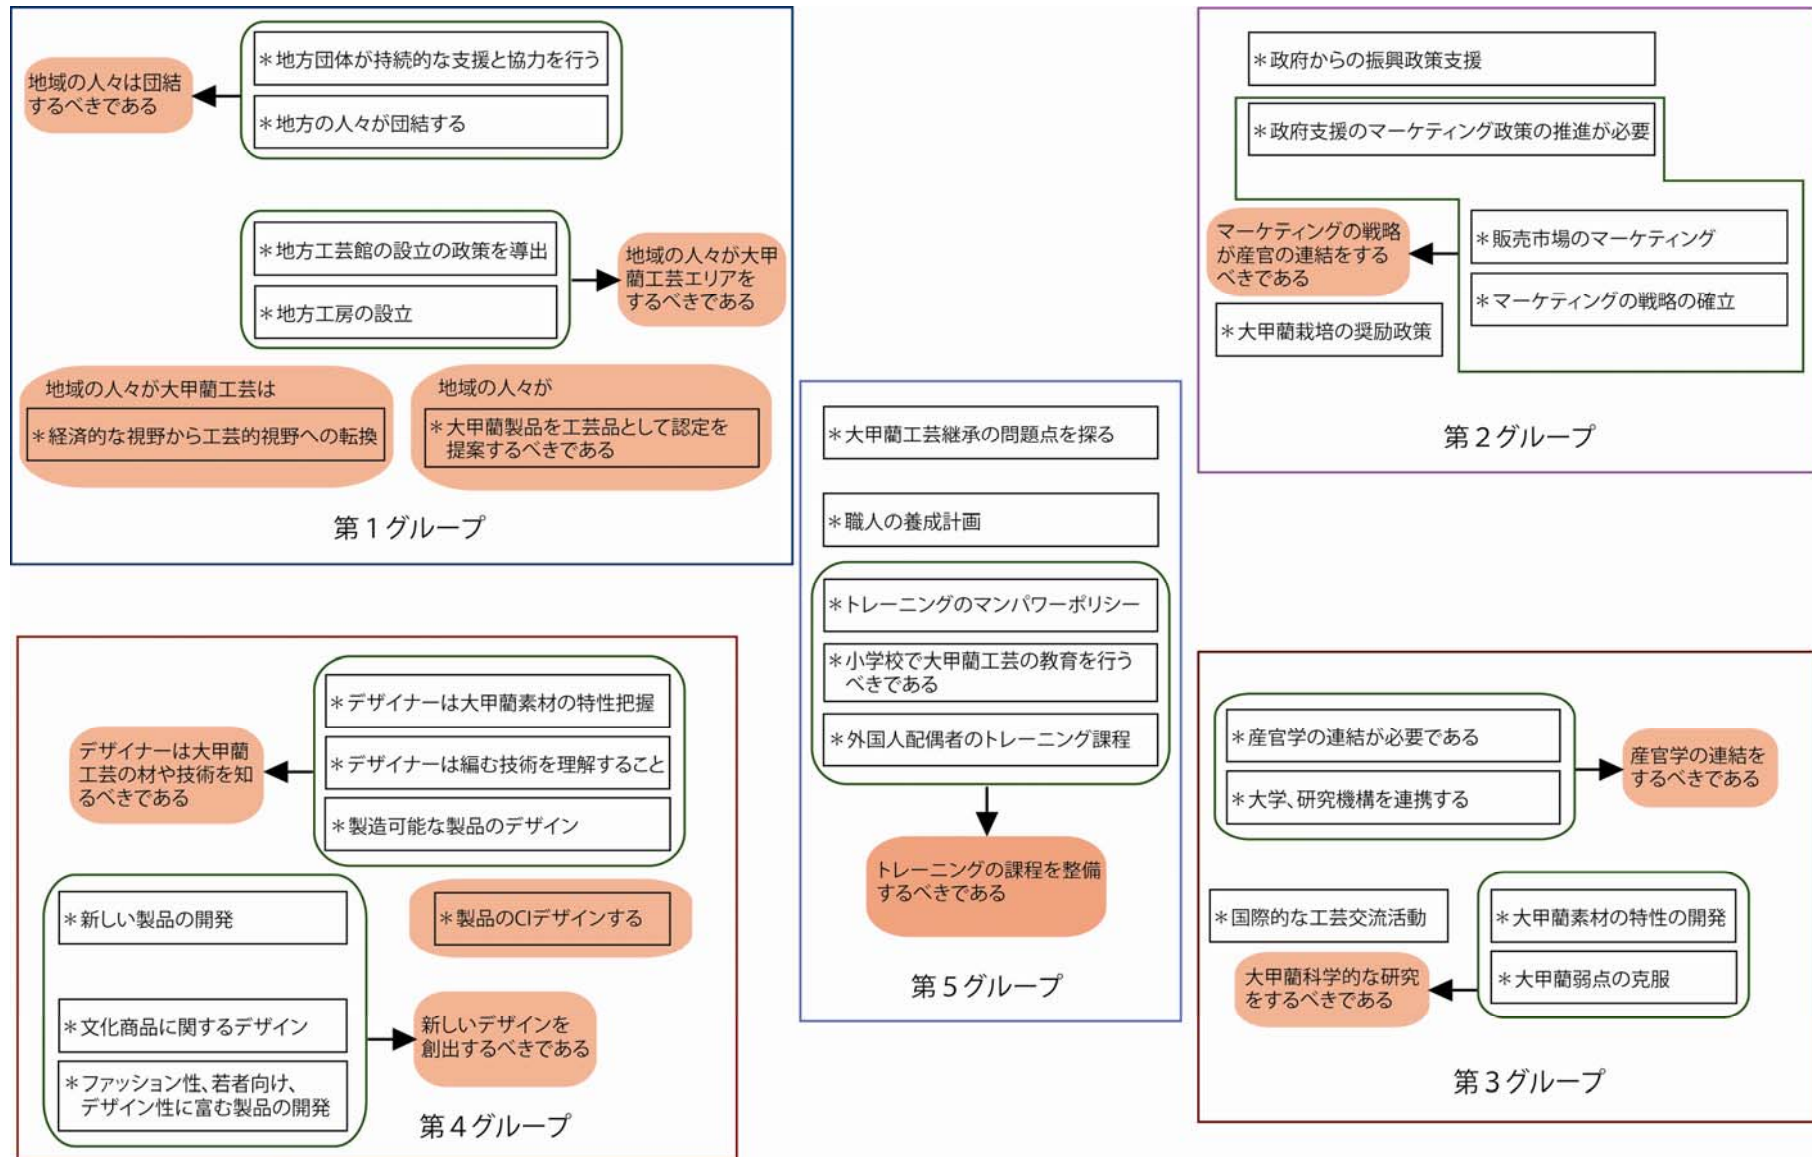 ＊地方団体が持続的な支援と協力を行う
地域の人々は団結
するべきである
＊地方の人々が団結する
＊地方工芸館の設立の政策を導出
＊地方工房の設立
地域の人々が大甲
藺工芸エリアを
するべきである
地域の人々が大甲藺工芸は
＊経済的な視野から工芸的視野への転換
地域の人々が
＊大甲藺製品を工芸品として認定を
提案するべきである
第１グループ
＊政府からの振興政策支援
＊政府支援のマーケティング政策の推進が必要
マーケティングの戦略
が産官の連結をする
べきである
＊販売市場のマーケティング
＊マーケティングの戦略の確立
＊大甲藺栽培の奨励政策
第２グループ
＊大甲藺工芸継承の問題点を探る
＊職人の養成計画
＊トレーニングのマンパワーポリシー
＊小学校で大甲藺工芸の教育を行う
べきである
＊外国人配偶者のトレーニング課程
トレーニングの課程を整備
するべきである
第５グループ
＊デザイナーは大甲藺素材の特性把握
＊デザイナーは編む技術を理解すること
＊製造可能な製品のデザイン
デザイナーは大甲藺
工芸の材や技術を知
るべきである
＊新しい製品の開発
＊製品のCIデザインする
＊文化商品に関するデザイン
＊ファッション性、若者向け、
デザイン性に富む製品の開発
新しいデザインを
創出するべきである
第４グループ
＊産官学の連結が必要である
＊大学、研究機構を連携する
産官学の連結を
するべきである
＊国際的な工芸交流活動
＊大甲藺素材の特性の開発
＊大甲藺弱点の克服
大甲藺科学的な研究
をするべきである
第３グループ